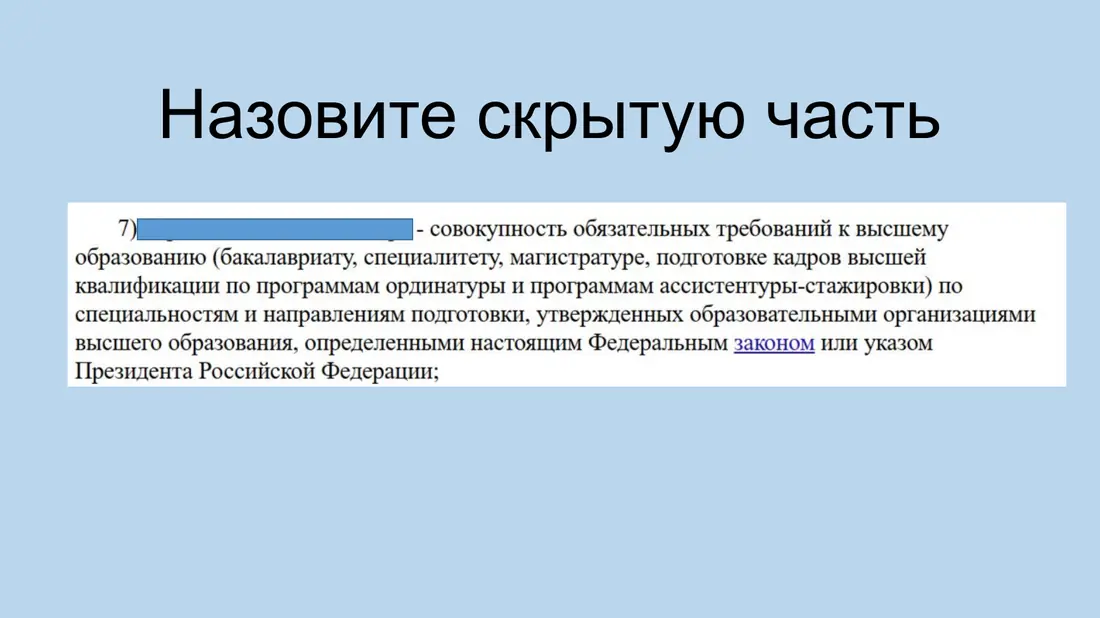 Назовите скрытую часть
7) - совокупность обязательных требований к высшему
образованию (бакалавриату, специалитету, магистратуре, подготовке кадров высшей
квалификации по программам ординатуры и программам ассистентуры-стажировки) по
специальностям и направлениям подготовки, утвержденных образовательными организациями
высшего образования, определенными настоящим Федеральным законом или указом
Президента Российской Федерации;